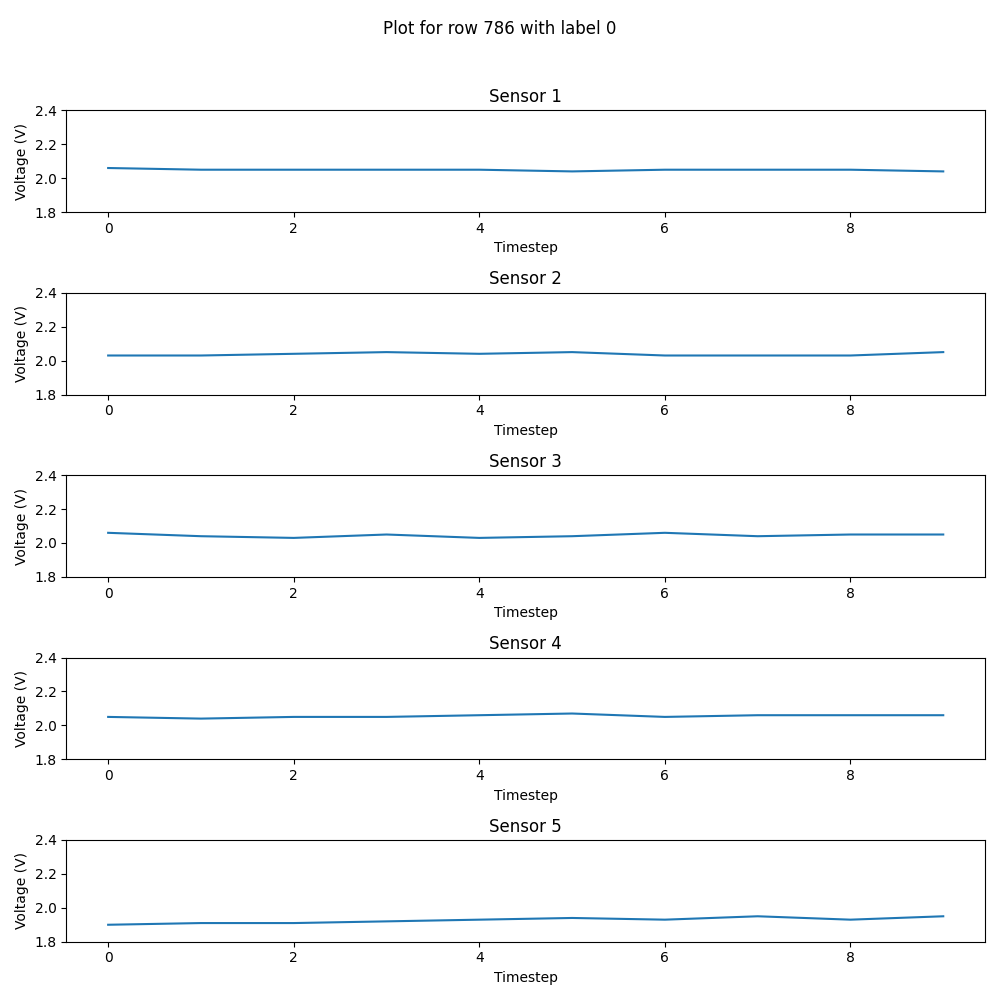 Plot for row 786 with label 0
Sensor 1
2.4
2.2
2.0
1.8
Voltage (V)
0 2 4 6 8
Timestep
Sensor 2
2.4
2.2
2.0
1.8
Voltage (V)
0 2 4 6 8
Timestep
Sensor 3
2.4
2.2
2.0
1.8
Voltage (V)
0 2 4 6 8
Timestep
Sensor 4
2.4
2.2
2.0
1.8
Voltage (V)
0 2 4 6 8
Timestep
Sensor 5
2.4
2.2
2.0
1.8
Voltage (V)
0 2 4 6 8
Timestep